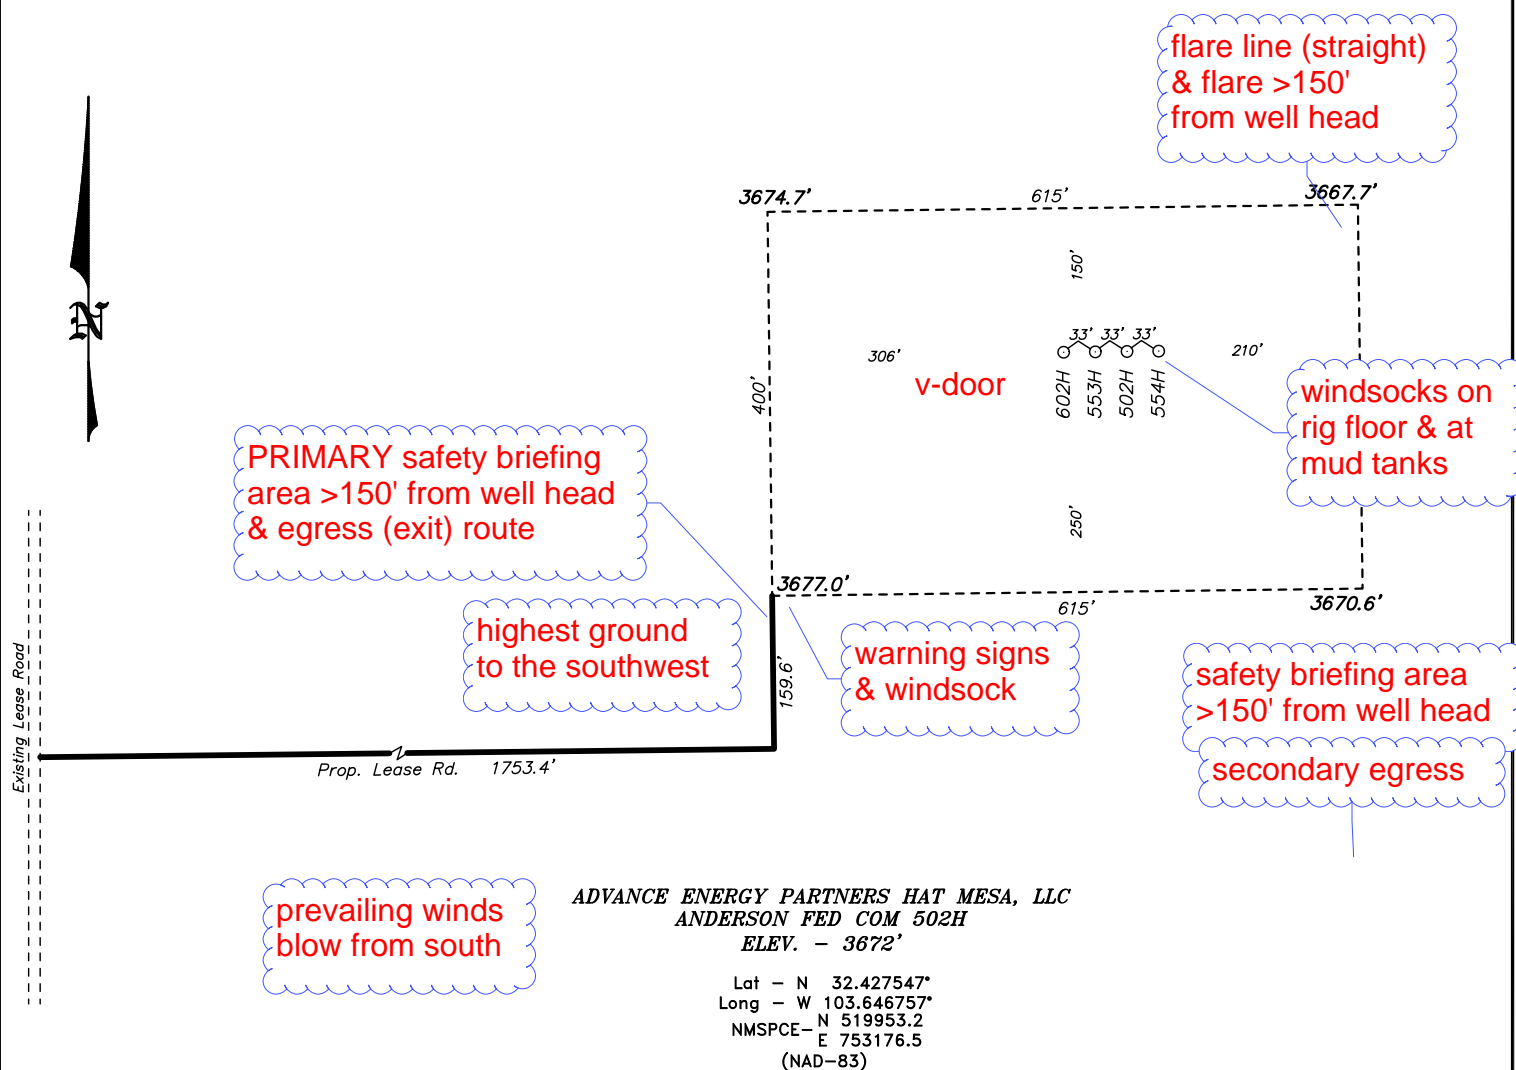 flare line (straight)
& flare >150'
from well head
3674.7'
615'
3667.7'
150'
N
33' 33' 33'
306'
210'
v-door
400'
602H
553H
502H
554H
windsocks on
rig floor & at
mud tanks
PRIMARY safety briefing
area >150' from well head
& egress (exit) route
250'
3677.0'
615'
3670.6'
highest ground
to the southwest
159.6'
warning signs
& windsock
safety briefing area
>150' from well head
secondary egress
Existing Lease Road
Prop. Lease Rd. 1753.4'
prevailing winds
blow from south
ADVANCE ENERGY PARTNERS HAT MESA, LLC
ANDERSON FED COM 502H
ELEV. - 3672'
Lat - N 32.427547°
Long - W 103.646757°
NMSPCE- N 519953.2
E 753176.5
(NAD-83)